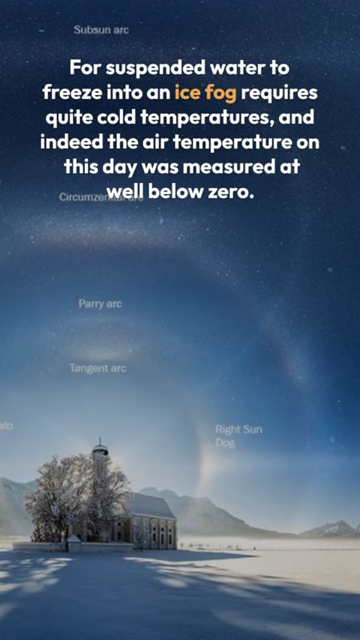 Subsun arc
For suspended water to
freeze into an ice fog requires
quite cold temperatures, and
indeed the air temperature on
this day was measured at
well below zero.
Parry arc
Tangent arc
Right Sun
Dog